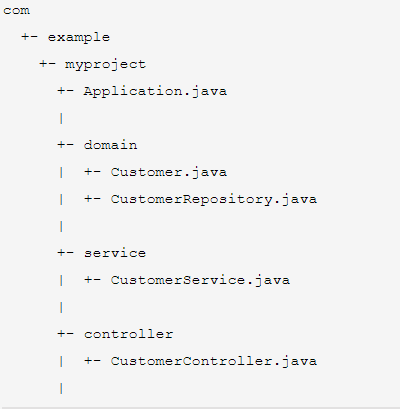 com
  +- example
    +- myproject
      +- Application.java
      |
      +- domain
      |  +- Customer.java
      |  +- CustomerRepository.java
      |
      +- service
      |  +- CustomerService.java
      |
      +- controller
      |  +- CustomerController.java
      |